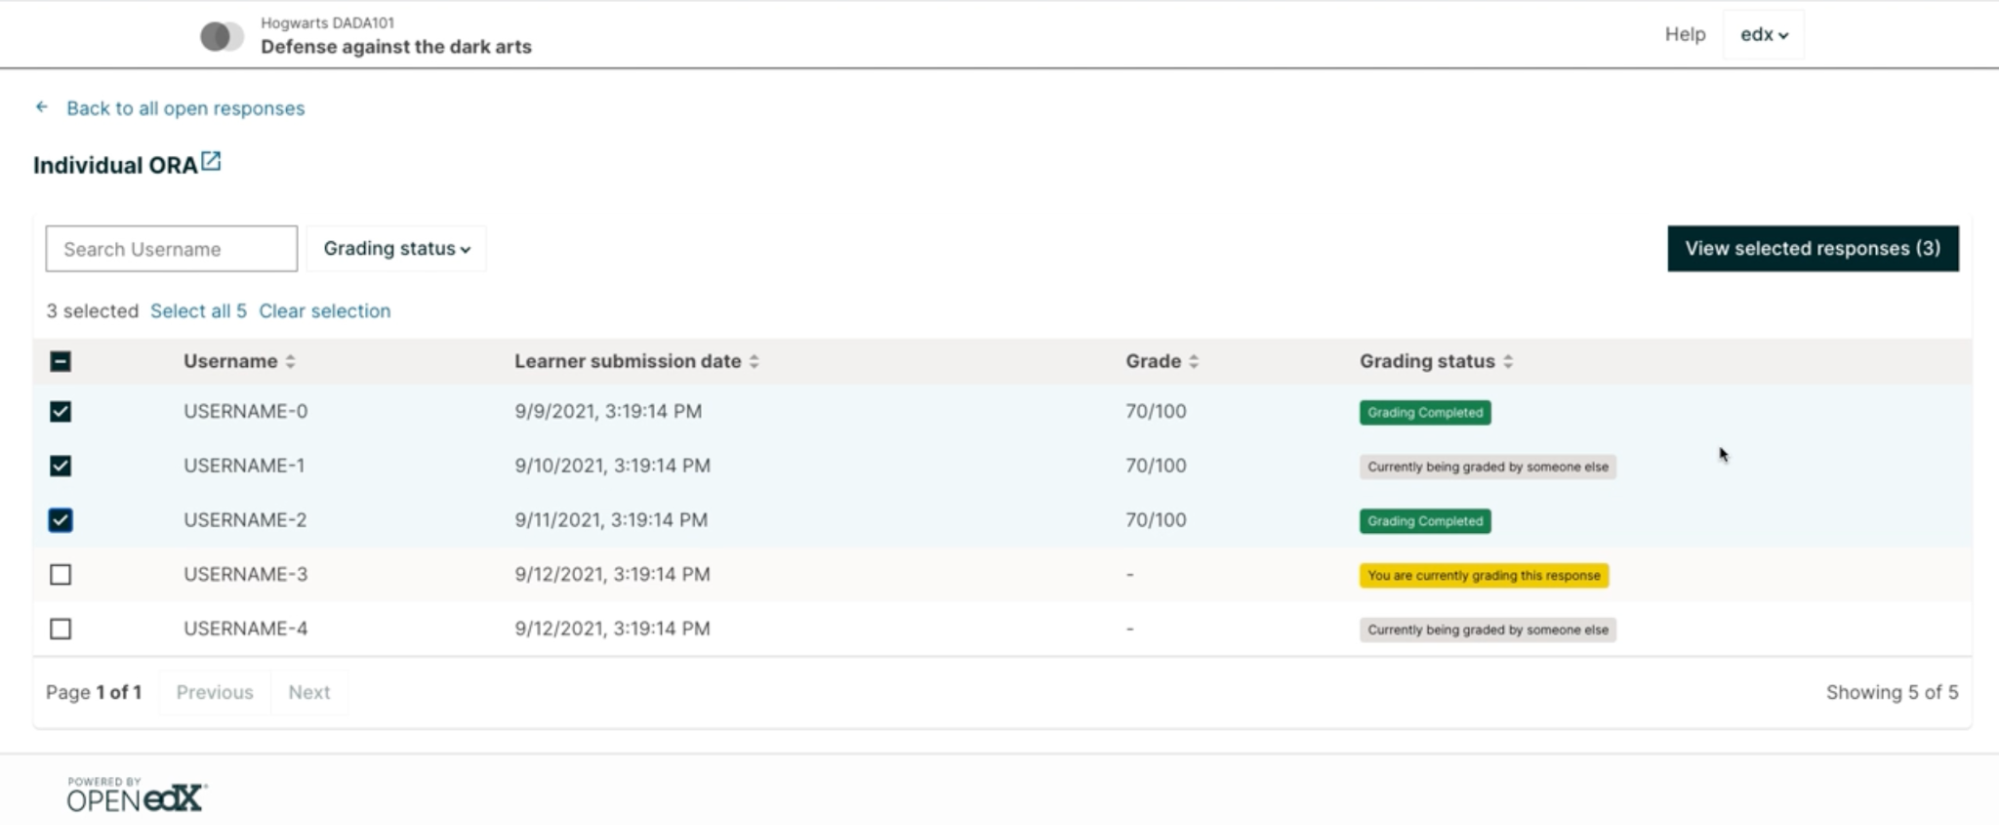 Hogwarts DADA101
Defense against the dark arts
Help
edx
Back to all open responses
Individual ORA
Search Username
Grading status
View selected responses (3)
3 selected Select all 5 Clear selection
Username Learner submission date Grade Grading status
USERNAME-0 9/9/2021, 3:19:14 PM 70/100 Grading Completed
USERNAME-1 9/10/2021, 3:19:14 PM 70/100 Currently being graded by someone else
USERNAME-2 9/11/2021, 3:19:14 PM 70/100 Grading Completed
USERNAME-3 9/12/2021, 3:19:14 PM - You are currently grading this response
USERNAME-4 9/12/2021, 3:19:14 PM - Currently being graded by someone else
Page 1 of 1 Previous Next Showing 5 of 5
POWERED BY
OPEN edX